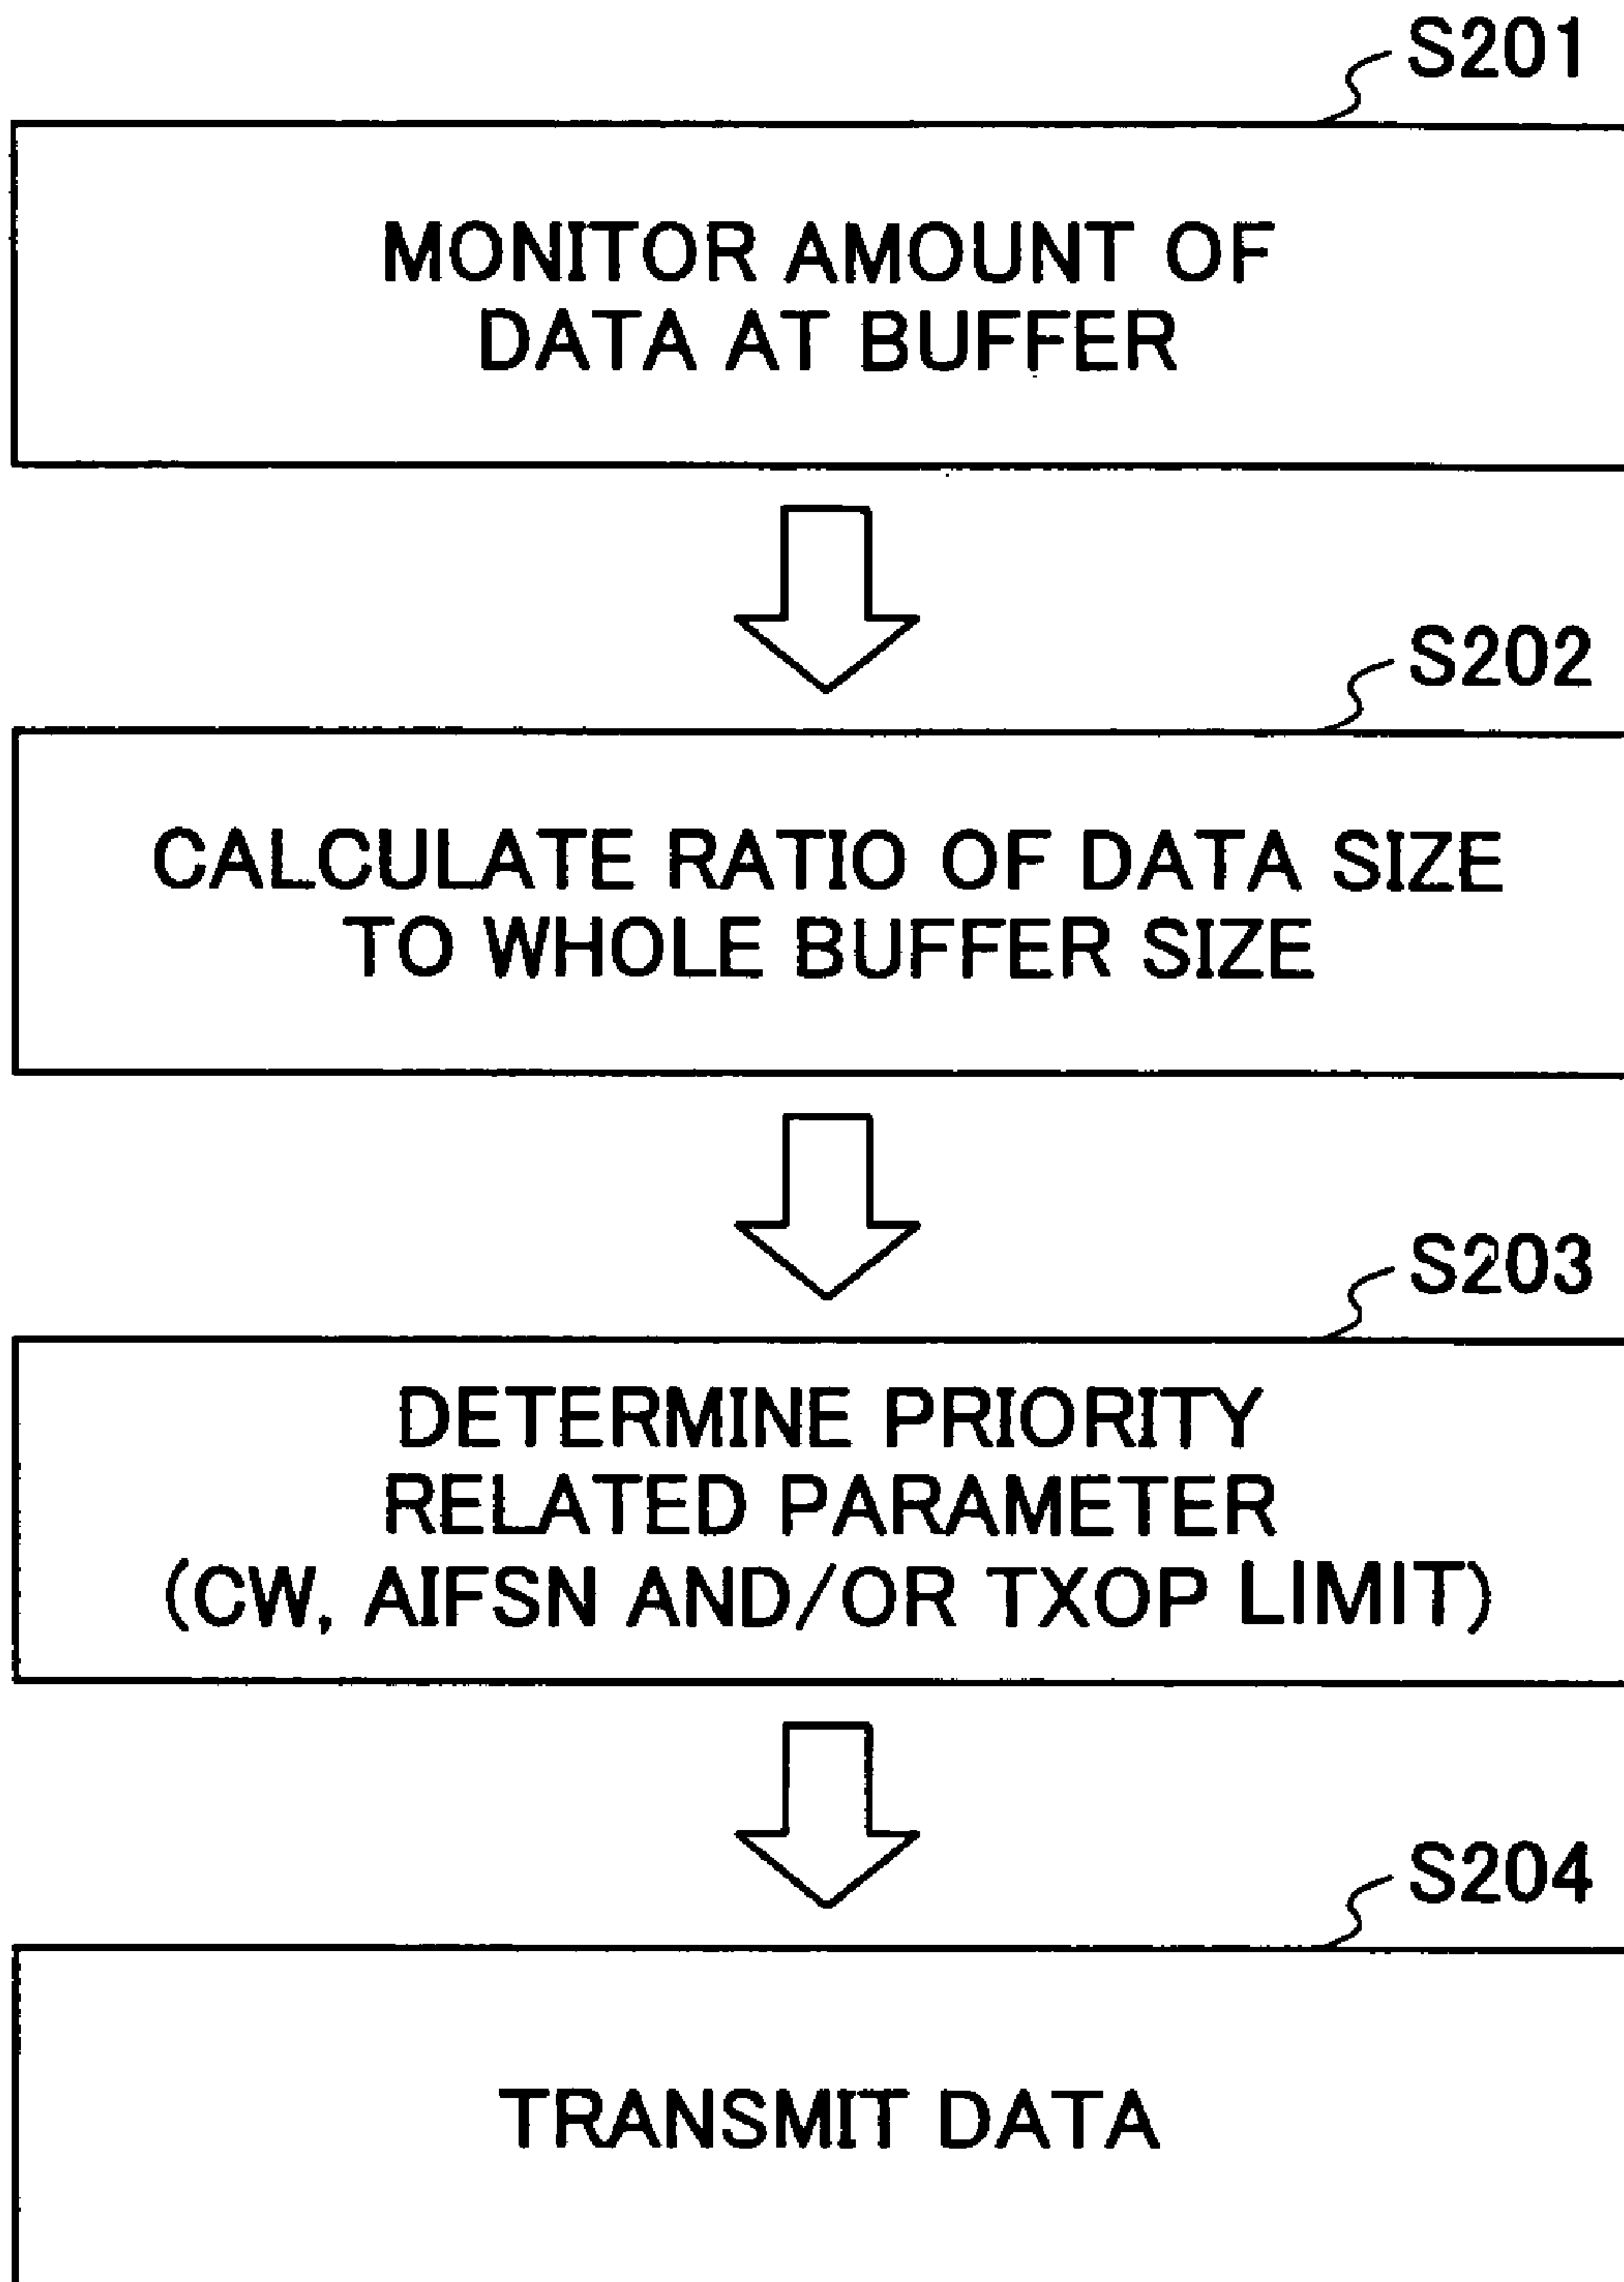 S201
MONITOR AMOUNT OF
DATA AT BUFFER
S202
CALCULATE RATIO OF DATA SIZE
TO WHOLE BUFFER SIZE
S203
DETERMINE PRIORITY
RELATED PARAMETER
(CW, AIFSN AND/OR TXOP LIMIT)
S204
TRANSMIT DATA